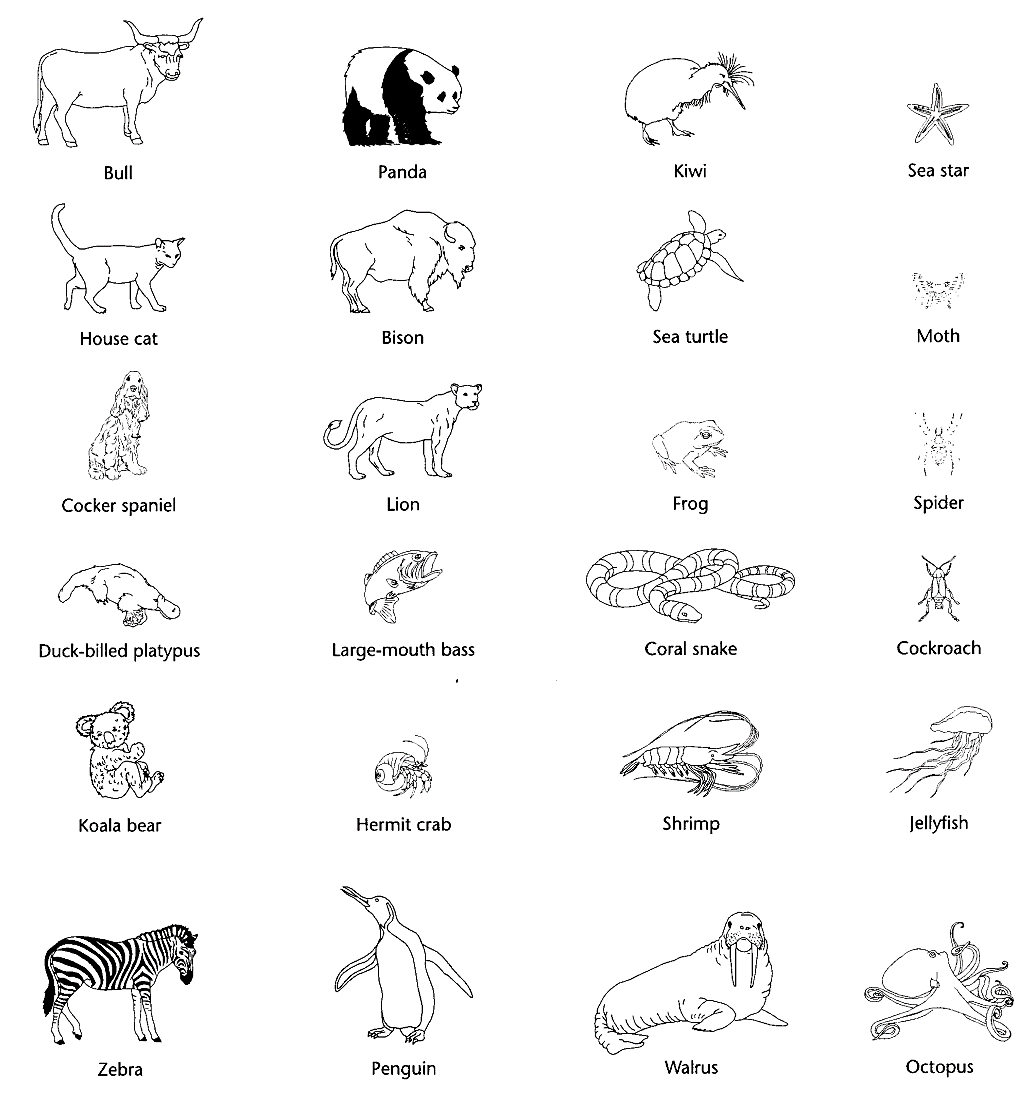 Bull
Panda
Kiwi
Sea star
House cat
Bison
Sea turtle
Moth
Cocker spaniel
Lion
Frog
Spider
Duck-billed platypus
Large-mouth bass
Coral snake
Cockroach
Koala bear
Hermit crab
Shrimp
Jellyfish
Zebra
Penguin
Walrus
Octopus